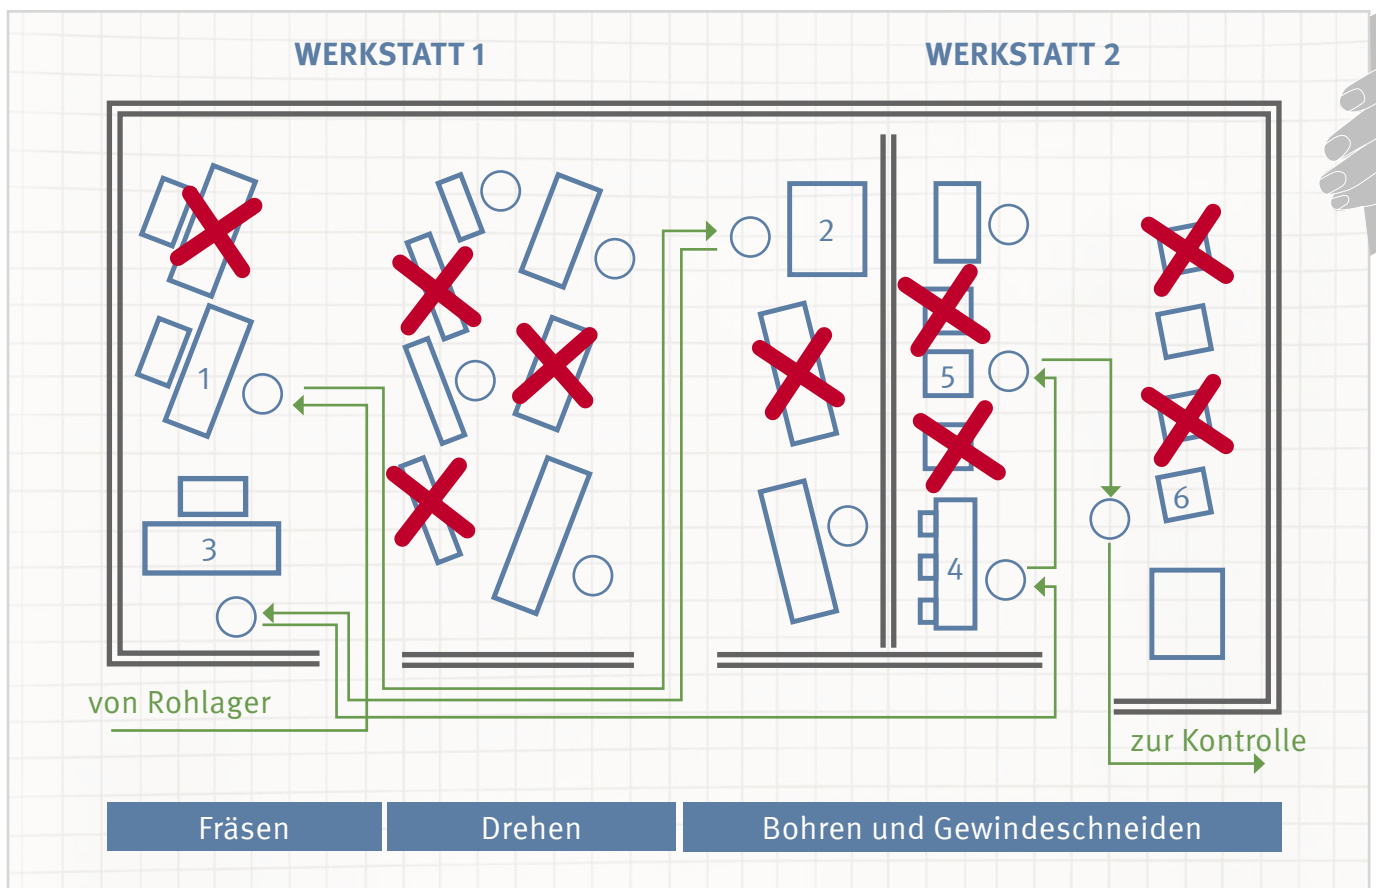 WERKSTATT 1
WERKSTATT 2
2
1
5
6
4
3
von Rohlager
zur Kontrolle
Fräsen
Drehen
Bohren und Gewindeschneiden